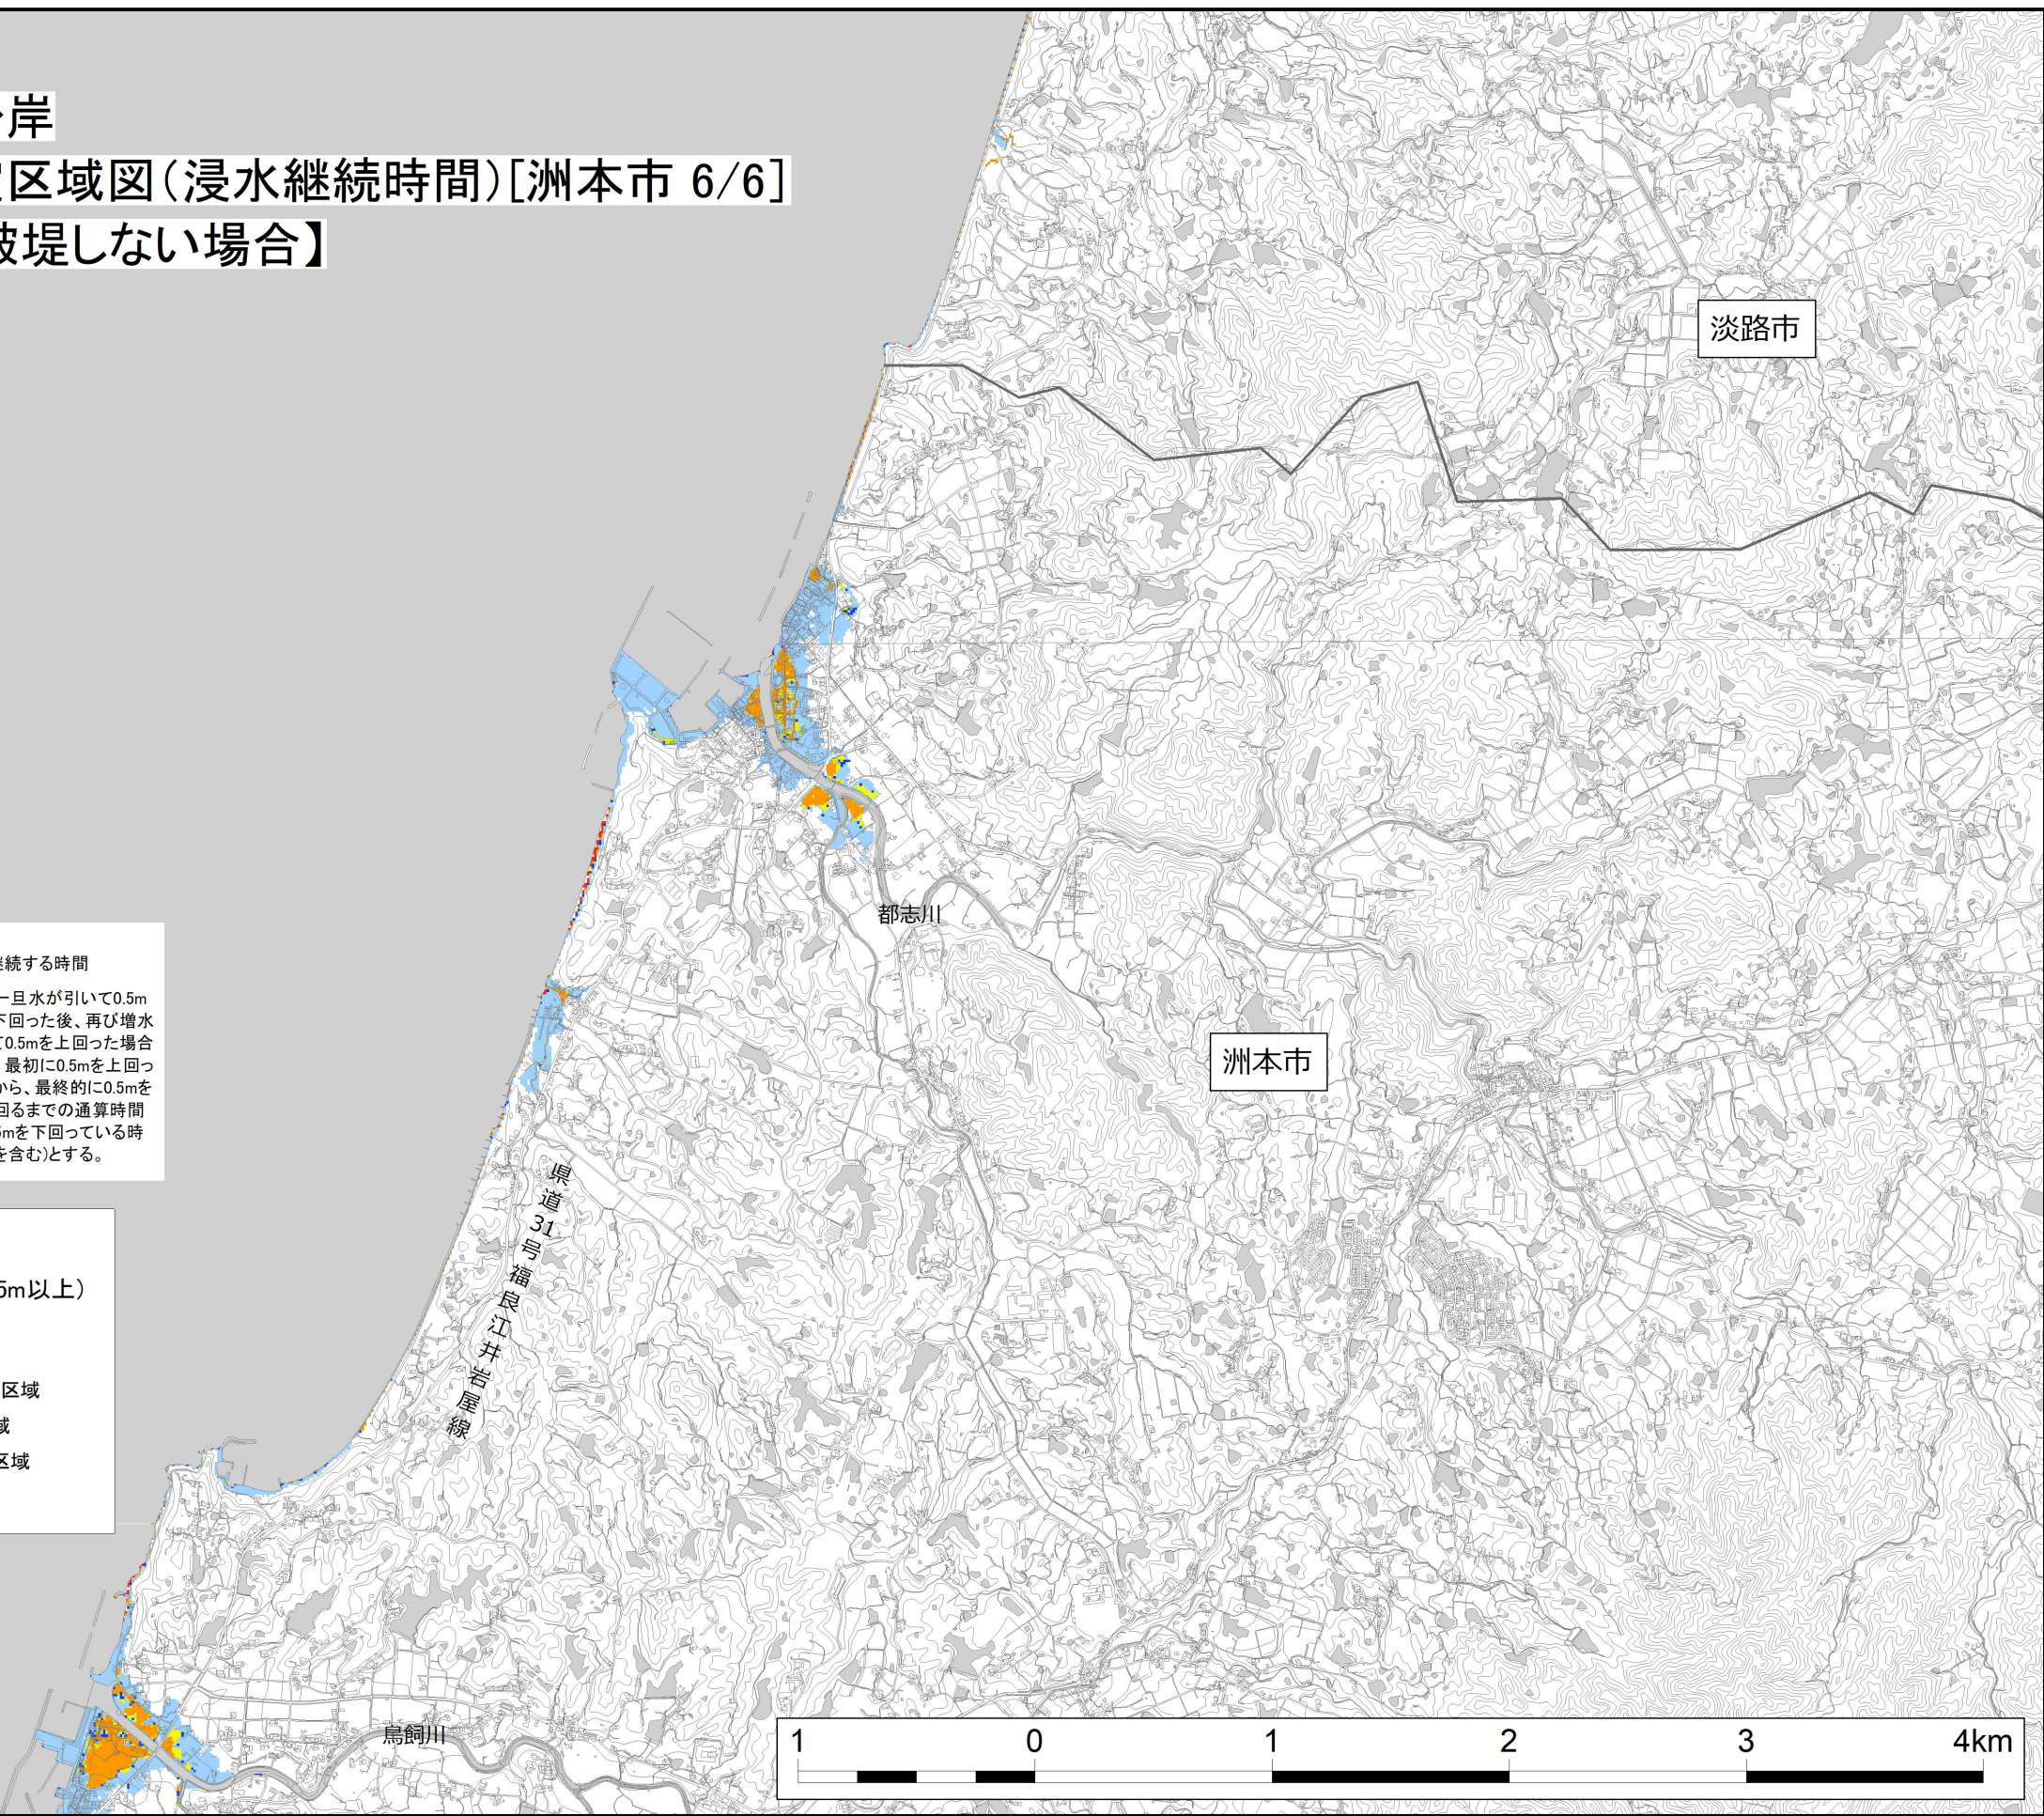 岸
区域図(浸水継続時間)[洲本市 6/6]
破堤しない場合】
淡路市
都志川
継続する時間
一旦水が引いて0.5m
下回った後、再び増水
て0.5mを上回った場合
最初に0.5mを上回っ
から、最終的に0.5mを
回るまでの通算時間
mを下回っている時
を含む)とする。
洲本市
県道31号福良江井岩屋線
5m以上)
区域
域
区域
鳥飼川
1 0 1 2 3 4km